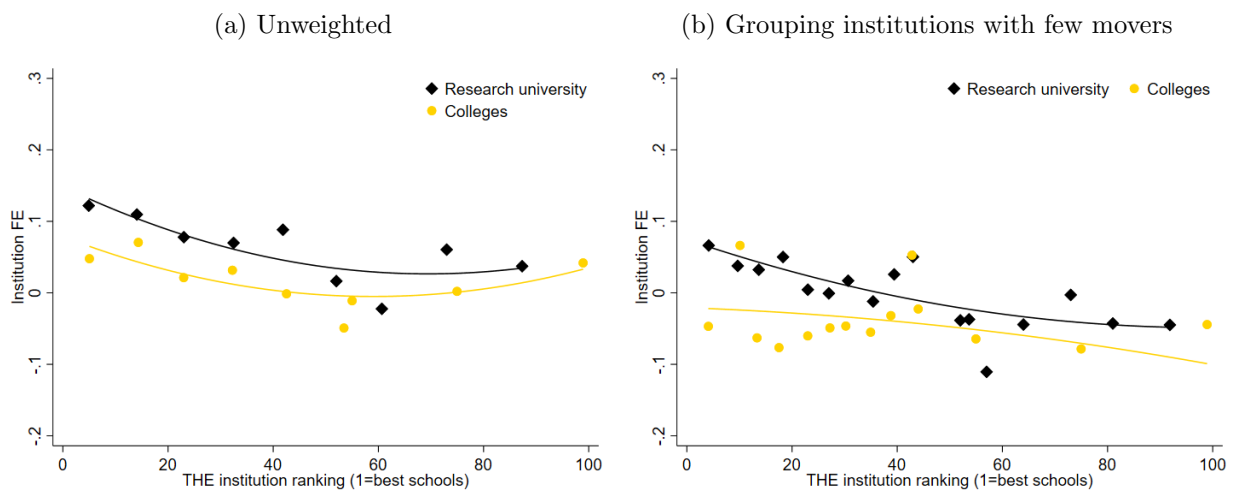 (a) Unweighted
Research university
Colleges
Institution FE
.3
.2
.1
0
-.1
-.2
0 20 40 60 80 100
THE institution ranking (1=best schools)
(b) Grouping institutions with few movers
Research university Colleges
Institution FE
.3
.2
.1
0
-.1
-.2
0 20 40 60 80 100
THE institution ranking (1=best schools)